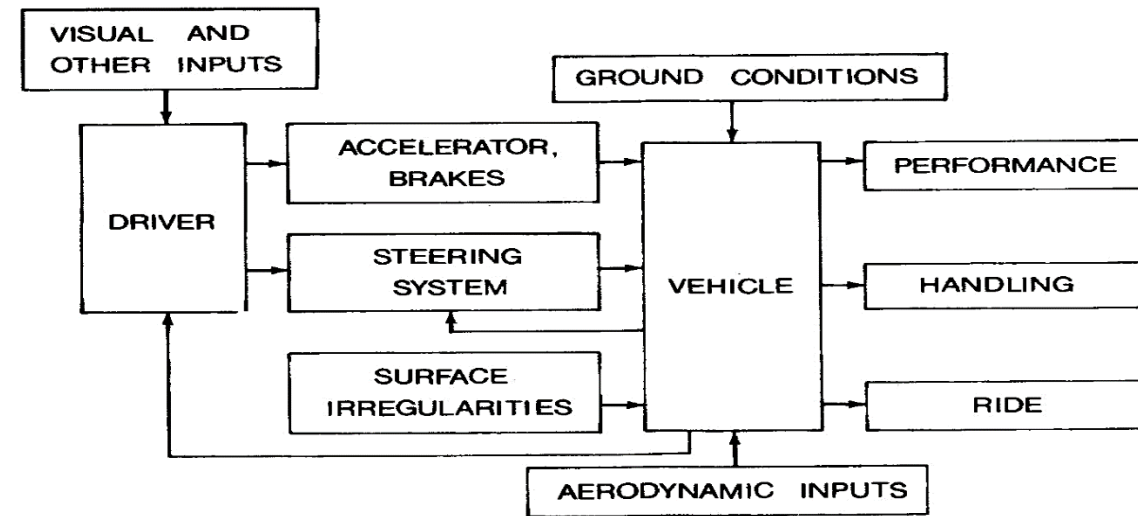 VISUAL AND
OTHER INPUTS
GROUND CONDITIONS
ACCELERATOR,
BRAKES
PERFORMANCE
DRIVER
STEERING
SYSTEM
VEHICLE
HANDLING
SURFACE
IRREGULARITIES
RIDE
AERODYNAMIC INPUTS